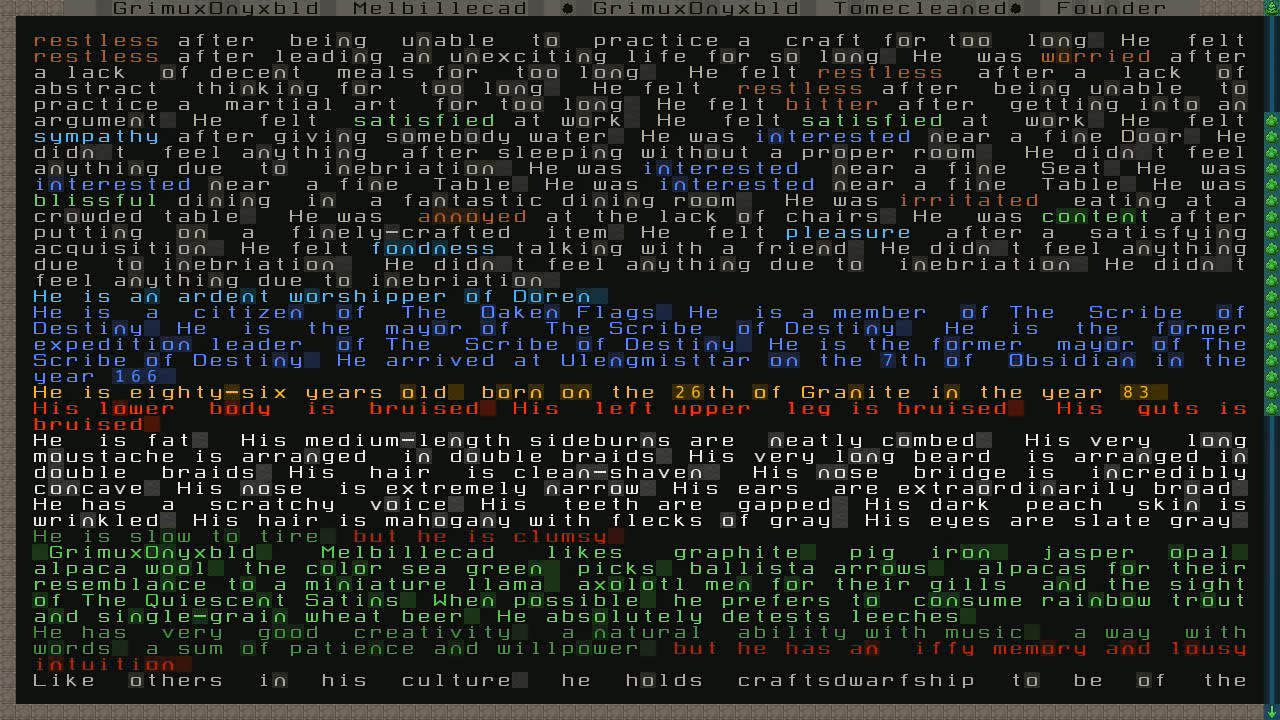 GrimuxOnyxbld Melbillecad ● GrimuxOnyxbld Tomecleaned● Founder
restless after being unable to practice a craft for too long He felt
restless after leading an unexciting life for so long He was worried after
a lack of decent meals for too long He felt restless after a lack of
abstract thinking for too long He felt restless after being unable to
practice a martial art for too long He felt bitter after getting into an
argument He felt satisfied at work He felt satisfied at work He felt
sympathy after giving somebody water He was interested near a fine Door He
didn t feel anything after sleeping without a proper room He didn t feel
anything due to inebriation He was interested near a fine Seat He was
interested near a fine Table He was interested near a fine Table He was
blissful dining in a fantastic dining room He was irritated eating at a
crowded table He was annoyed at the lack of chairs He was content after
putting on a finely-crafted item He felt pleasure after a satisfying
acquisition He felt fondness talking with a friend He didn t feel anything
due to inebriation He didn t feel anything due to inebriation He didn t
feel anything due to inebriation
He is an ardent worshipper of Doren
He is a citizen of The Oaken Flags He is a member of The Scribe of
Destiny He is the mayor of The Scribe of Destiny He is the former
expedition leader of The Scribe of Destiny He is the former mayor of The
Scribe of Destiny He arrived at Ulengmisttar on the 7th of Obsidian in the
year 166
He is eighty-six years old born on the 26th of Granite in the year 83
His lower body is bruised His left upper leg is bruised His guts is
bruised
He is fat His medium-length sideburns are neatly combed His very long
moustache is arranged in double braids His very long beard is arranged in
double braids His hair is clean-shaven His nose bridge is incredibly
concave His nose is extremely narrow His ears are extraordinarily broad
He has a scratchy voice His teeth are gapped His dark peach skin is
wrinkled His hair is mahogany with flecks of gray His eyes are slate gray
He is slow to tire but he is clumsy
GrimuxOnyxbld Melbillecad likes graphite pig iron jasper opal
alpaca wool the color sea green picks ballista arrows alpacas for their
resemblance to a miniature llama axolotl men for their gills and the sight
of The Quiescent Satins When possible he prefers to consume rainbow trout
and single-grain wheat beer He absolutely detests leeches
He has very good creativity a natural ability with music a way with
words a sum of patience and willpower but he has an iffy memory and lousy
intuition
Like others in his culture he holds craftsdwarfship to be of the